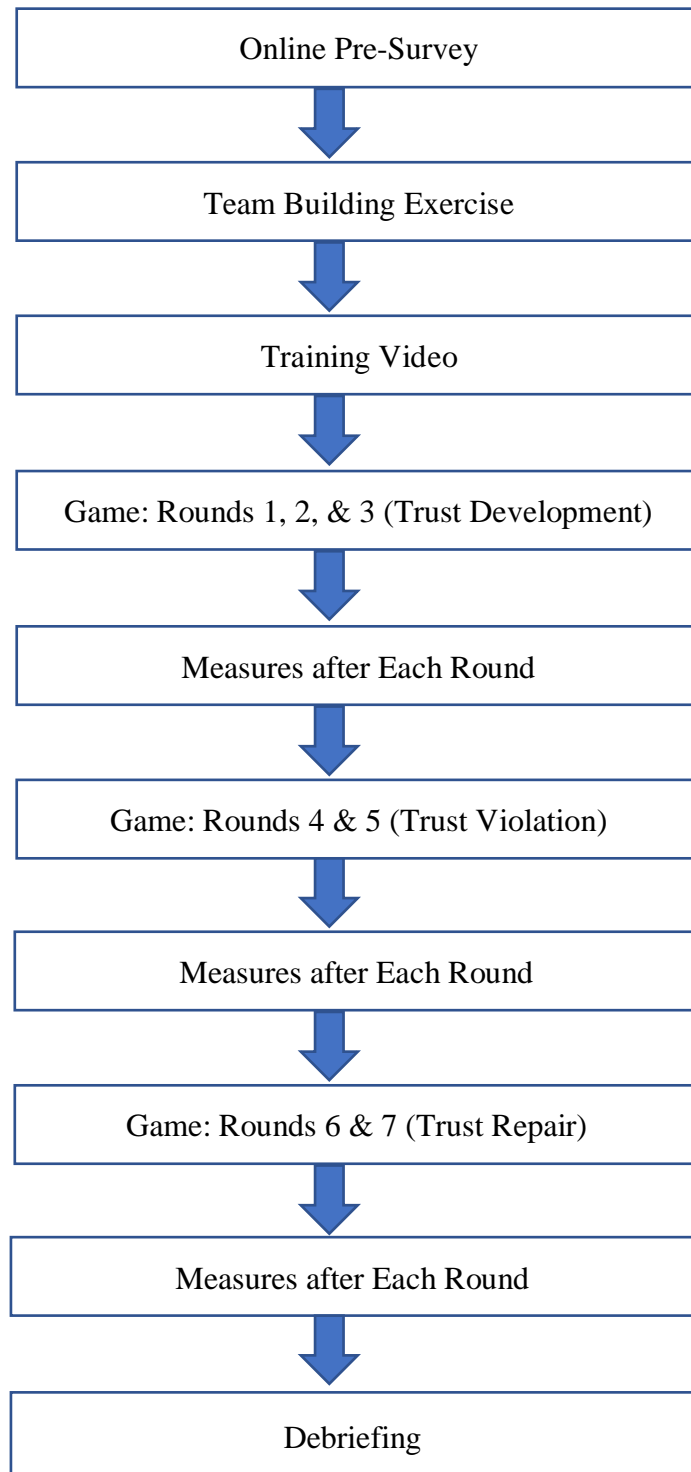 Online Pre-Survey
Team Building Exercise
Training Video
Game: Rounds 1, 2, & 3 (Trust Development)
Measures after Each Round
Game: Rounds 4 & 5 (Trust Violation)
Measures after Each Round
Game: Rounds 6 & 7 (Trust Repair)
Measures after Each Round
Debriefing